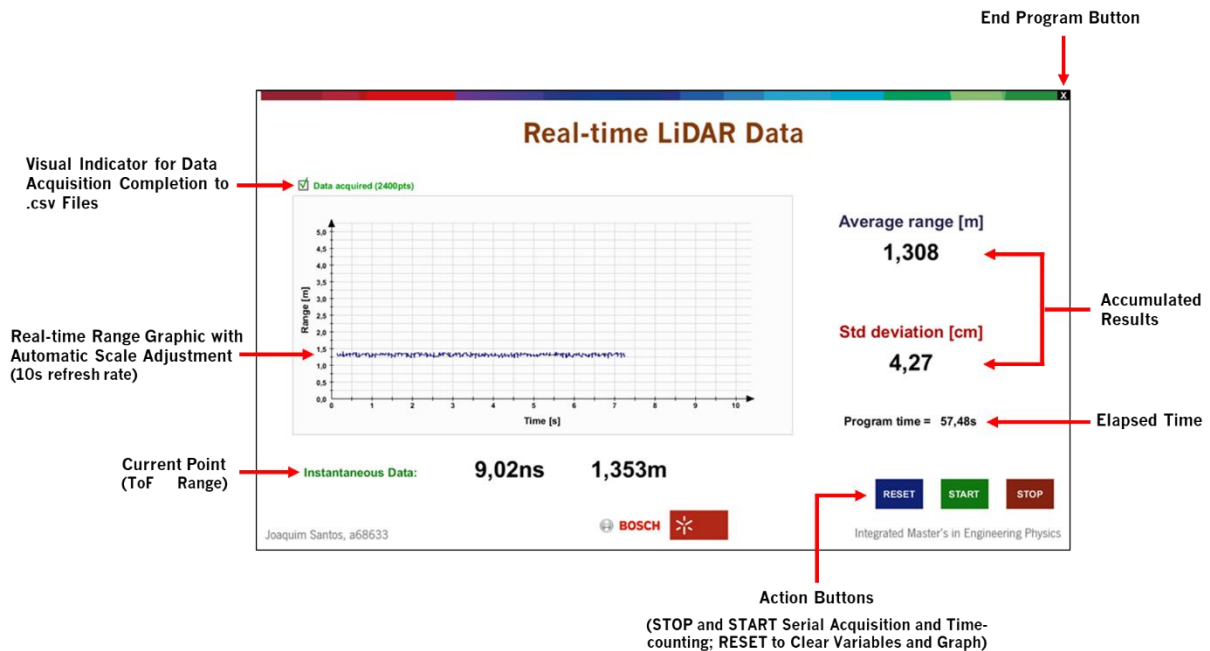 End Program Button
X
Real-time LiDAR Data
Visual Indicator for Data
Acquisition Completion to
.csv Files
Data acquired (2400pts)
Average range [m]
1,308
Accumulated
Results
Std deviation [cm]
4,27
Real-time Range Graphic with
Automatic Scale Adjustment
(10s refresh rate)
Range [m]
5,0
4,5
4,0
3,5
3,0
2,5
2,0
1,5
1,0
0,5
0,0
0 1 2 3 4 5 6 7 8 9 10
Time [s]
Program time = 57,48s
Elapsed Time
Current Point
(ToF Range)
Instantaneous Data: 9,02ns 1,353m
RESET START STOP
Joaquim Santos, a68633
BOSCH
Integrated Master's in Engineering Physics
Action Buttons
(STOP and START Serial Acquisition and Time-
counting; RESET to Clear Variables and Graph)